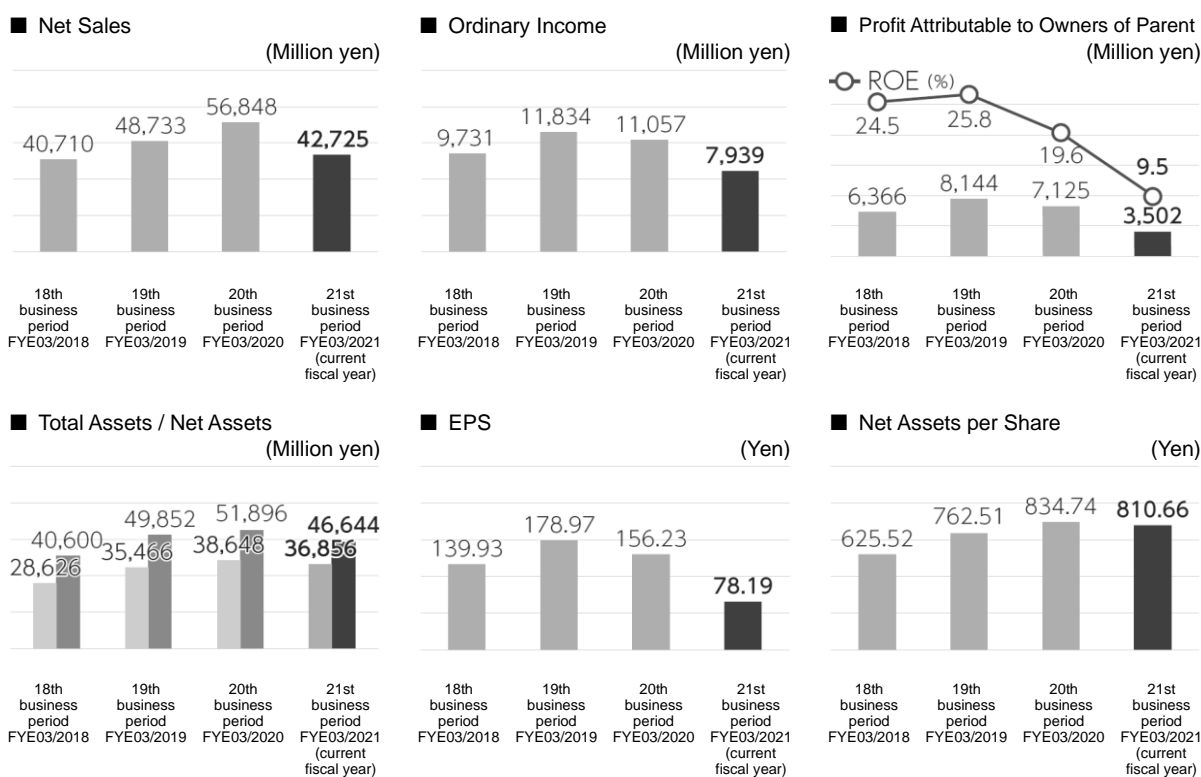 ■ Net Sales
(Million yen)
40,710
48,733
56,848
42,725
18th
business
period
FYE03/2018
19th
business
period
FYE03/2019
20th
business
period
FYE03/2020
21st
business
period
FYE03/2021
(current
fiscal year)
■ Ordinary Income
(Million yen)
9,731
11,834
11,057
7,939
18th
business
period
FYE03/2018
19th
business
period
FYE03/2019
20th
business
period
FYE03/2020
21st
business
period
FYE03/2021
(current
fiscal year)
■ Profit Attributable to Owners of Parent
(Million yen)
ROE (%)
24.5
25.8
19.6
9.5
6,366
8,144
7,125
3,502
18th
business
period
FYE03/2018
19th
business
period
FYE03/2019
20th
business
period
FYE03/2020
21st
business
period
FYE03/2021
(current
fiscal year)
■ Total Assets / Net Assets
(Million yen)
40,600
28,626
49,852
35,466
51,896
38,648
46,644
36,856
18th
business
period
FYE03/2018
19th
business
period
FYE03/2019
20th
business
period
FYE03/2020
21st
business
period
FYE03/2021
(current
fiscal year)
■ EPS
(Yen)
139.93
178.97
156.23
78.19
18th
business
period
FYE03/2018
19th
business
period
FYE03/2019
20th
business
period
FYE03/2020
21st
business
period
FYE03/2021
(current
fiscal year)
■ Net Assets per Share
(Yen)
625.52
762.51
834.74
810.66
18th
business
period
FYE03/2018
19th
business
period
FYE03/2019
20th
business
period
FYE03/2020
21st
business
period
FYE03/2021
(current
fiscal year)